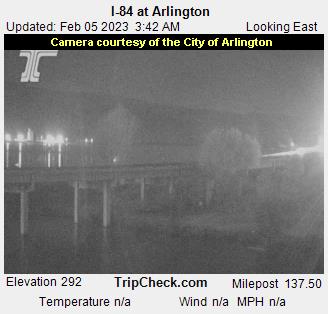 I-84 at Arlington
Updated: Feb 05 2023 3:42 AM Looking East
Camera courtesy of the City of Arlington
Elevation 292 TripCheck.com Milepost 137.50
Temperature n/a Wind n/a MPH n/a